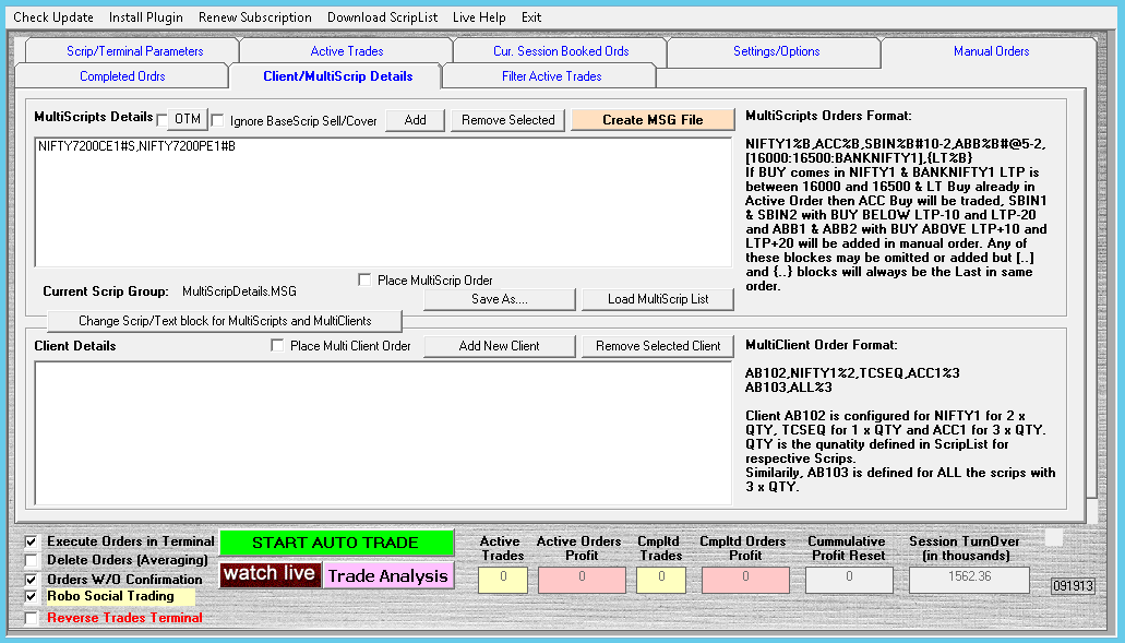 Check Update Install Plugin Renew Subscription Download ScripList Live Help Exit
Scrip/Terminal Parameters Active Trades Cur. Session Booked Ords Settings/Options Manual Orders
Completed Ordrs Client/MultiScrip Details Filter Active Trades
MultiScripts Details OTM Ignore BaseScrip Sell/Cover Add Remove Selected Create MSG File
NIFTY7200CE1#S,NIFTY7200PE1#B
Place MultiScrip Order
Current Scrip Group: MultiScripDetails.MSG
Save As.... Load MultiScrip List
Change Scrip/Text block for MultiScripts and MultiClients
MultiScripts Orders Format:
NIFTY1%B,ACC%B,SBIN%B#10-2,ABB%B#@5-2,
[16000:16500:BANKNIFTY1],{LT%B}
If BUY comes in NIFTY1 & BANKNIFTY1 LTP is
between 16000 and 16500 & LT Buy already in
Active Order then ACC Buy will be traded, SBIN1
& SBIN2 with BUY BELOW LTP-10 and LTP-20
and ABB1 & ABB2 with BUY ABOVE LTP+10 and
LTP+20 will be added in manual order. Any of
these blockes may be omitted or added but [..]
and {..} blocks will always be the Last in same
order.
Client Details Place Multi Client Order Add New Client Remove Selected Client
MultiClient Order Format:
AB102,NIFTY1%2,TCSEQ,ACC1%3
AB103,ALL%3
Client AB102 is configured for NIFTY1 for 2 x
QTY, TCSEQ for 1 x QTY and ACC1 for 3 x QTY.
QTY is the qunatity defined in ScripList for
respective Scrips.
Similarily, AB103 is defined for ALL the scrips with
3 x QTY.
Execute Orders in Terminal
Delete Orders (Averaging)
Orders W/O Confirmation
Robo Social Trading
Reverse Trades Terminal
START AUTO TRADE
watch live Trade Analysis
Active Trades
0
Active Orders Profit
0
Cmpltd Trades
0
Cmpltd Orders Profit
0
Cummulative Profit Reset
0
Session TurnOver (in thousands)
1562.36
091913